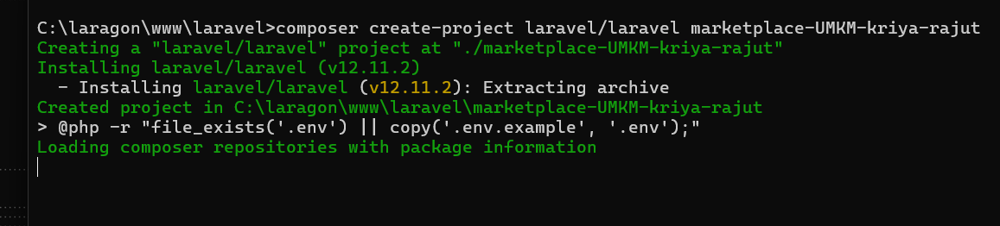 C:\laragon\www\laravel>composer create-project laravel/laravel marketplace-UMKM-kriya-rajut
Creating a "laravel/laravel" project at "./marketplace-UMKM-kriya-rajut"
Installing laravel/laravel (v12.11.2)
  - Installing laravel/laravel (v12.11.2): Extracting archive
Created project in C:\laragon\www\laravel\marketplace-UMKM-kriya-rajut
> @php -r "file_exists('.env') || copy('.env.example', '.env');"
Loading composer repositories with package information